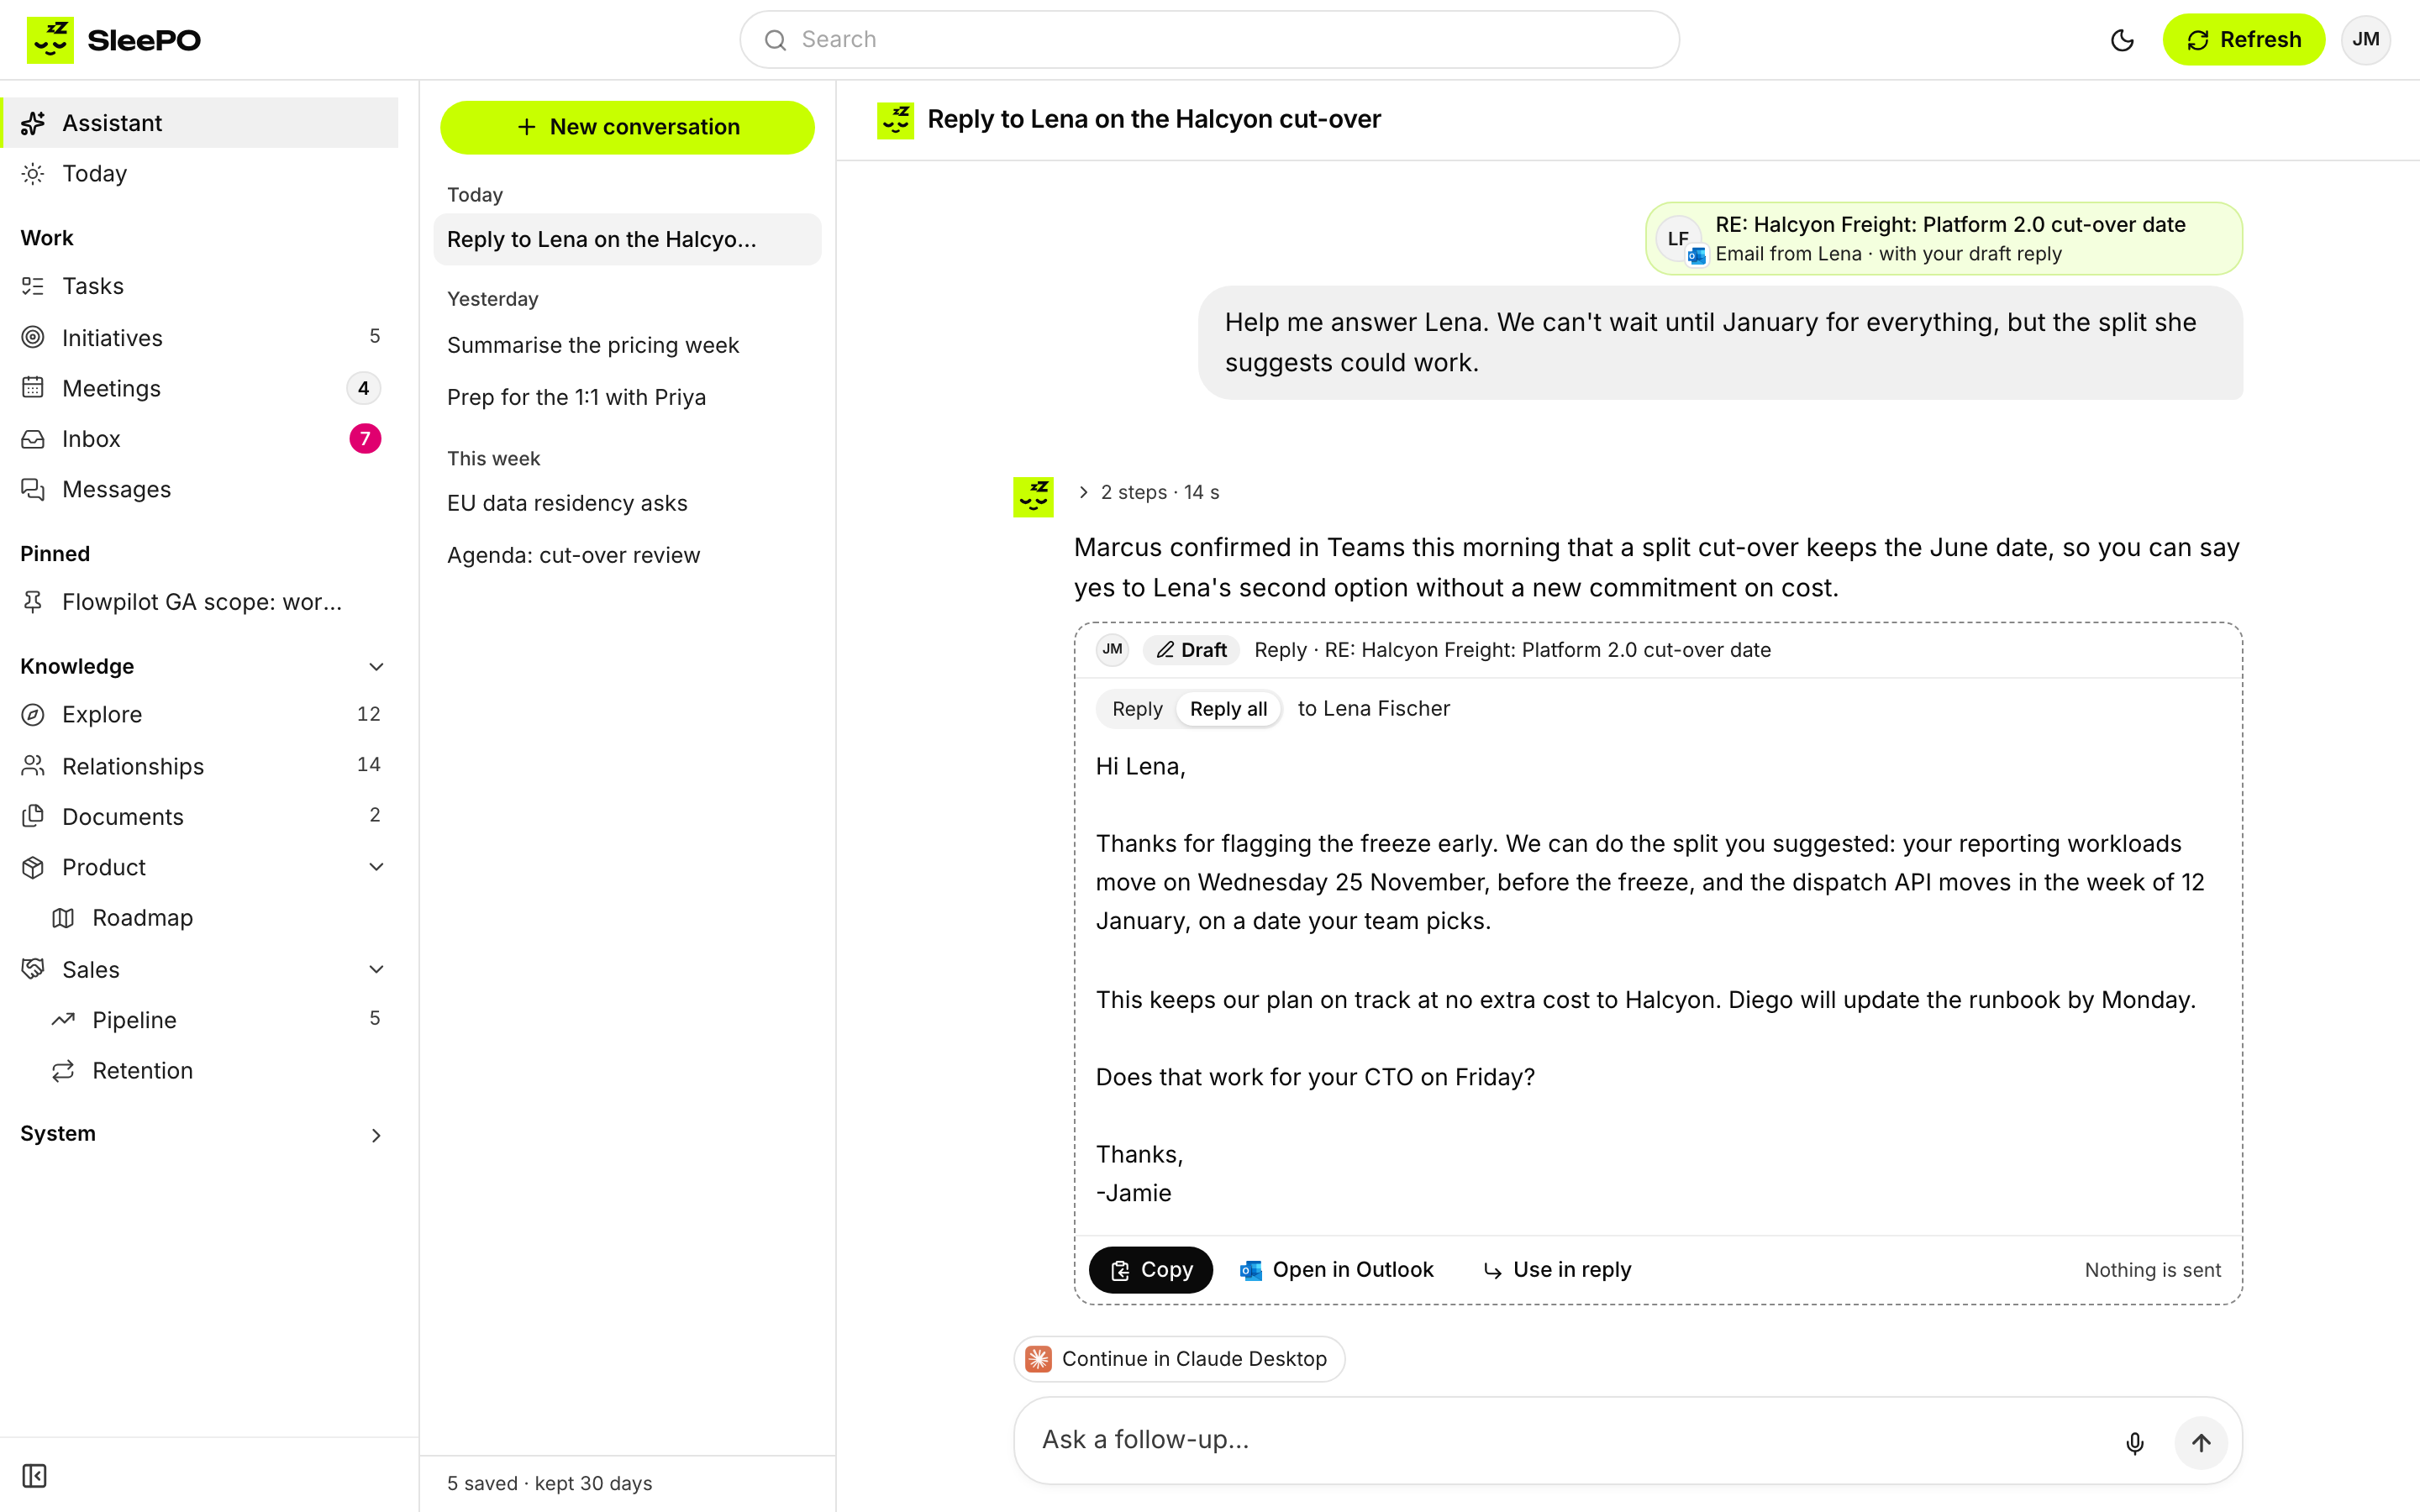 SleePO
Search
Refresh
JM
Assistant
Today
Work
Tasks
Initiatives 5
Meetings 4
Inbox 7
Messages
Pinned
Flowpilot GA scope: wor...
Knowledge
Explore 12
Relationships 14
Documents 2
Product
Roadmap
Sales
Pipeline 5
Retention
System
New conversation
Today
Reply to Lena on the Halcyo...
Yesterday
Summarise the pricing week
Prep for the 1:1 with Priya
This week
EU data residency asks
Agenda: cut-over review
5 saved · kept 30 days
Reply to Lena on the Halcyon cut-over
LF
RE: Halcyon Freight: Platform 2.0 cut-over date
Email from Lena · with your draft reply
Help me answer Lena. We can't wait until January for everything, but the split she
suggests could work.
2 steps · 14 s
Marcus confirmed in Teams this morning that a split cut-over keeps the June date, so you can say
yes to Lena's second option without a new commitment on cost.
JM Draft Reply · RE: Halcyon Freight: Platform 2.0 cut-over date
Reply Reply all to Lena Fischer
Hi Lena,
Thanks for flagging the freeze early. We can do the split you suggested: your reporting workloads
move on Wednesday 25 November, before the freeze, and the dispatch API moves in the week of 12
January, on a date your team picks.
This keeps our plan on track at no extra cost to Halcyon. Diego will update the runbook by Monday.
Does that work for your CTO on Friday?
Thanks,
-Jamie
Copy Open in Outlook Use in reply Nothing is sent
Continue in Claude Desktop
Ask a follow-up...